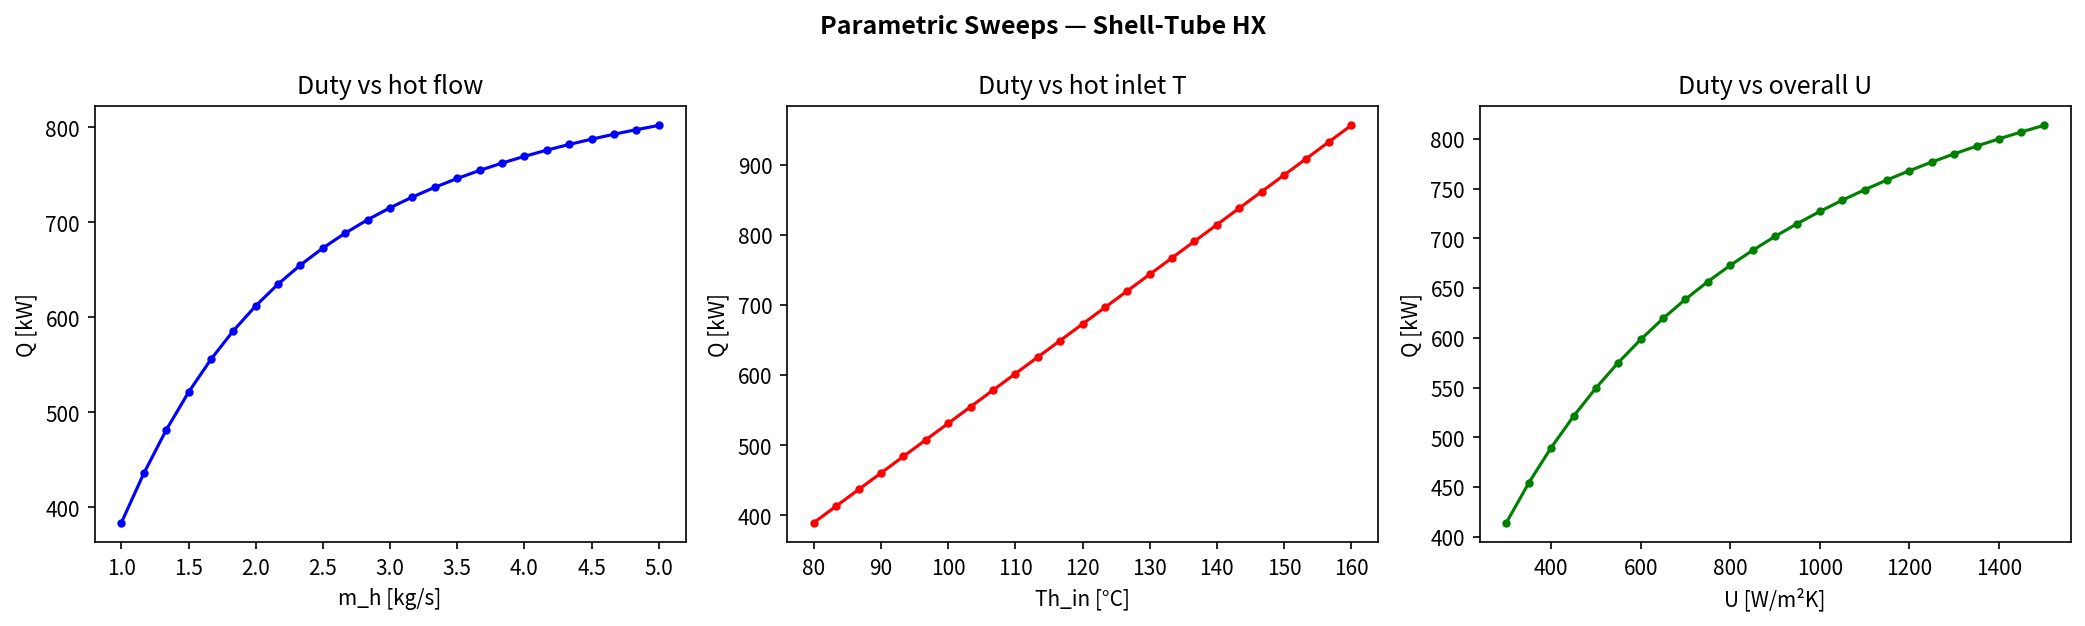 Parametric Sweeps — Shell-Tube HX
Duty vs hot flow
800
700
600
500
400
Q [kW]
1.0 1.5 2.0 2.5 3.0 3.5 4.0 4.5 5.0
m_h [kg/s]
Duty vs hot inlet T
900
800
700
600
500
400
Q [kW]
80 90 100 110 120 130 140 150 160
Th_in [°C]
Duty vs overall U
800
750
700
650
600
550
500
450
400
Q [kW]
400 600 800 1000 1200 1400
U [W/m²K]